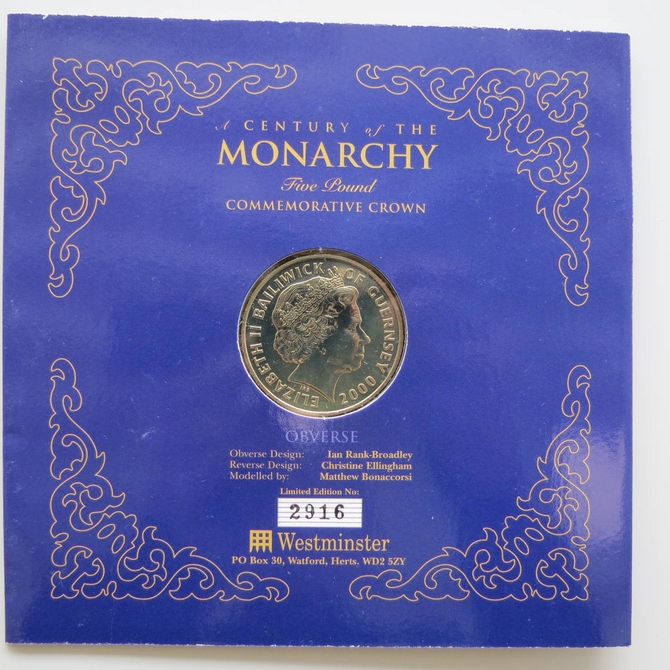 A CENTURY of THE
MONARCHY
Five Pound
COMMEMORATIVE CROWN
ELIZABETH II BAILIWICK OF GUERNSEY 2000
IRB
OBVERSE
Obverse Design: Ian Rank-Broadley
Reverse Design: Christine Ellingham
Modelled by: Matthew Bonaccorsi
Limited Edition No:
2916
Westminster
PO Box 30, Watford, Herts. WD2 5ZY